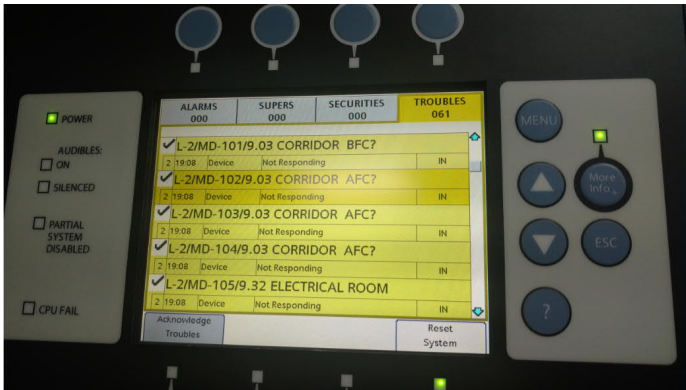 ALARMS
000
SUPERS
000
SECURITIES
000
TROUBLES
061
L-2/MD-101/9.03 CORRIDOR BFC?
2 19:08 Device Not Responding IN
L-2/MD-102/9.03 CORRIDOR AFC?
2 19:08 Device Not Responding IN
L-2/MD-103/9.03 CORRIDOR AFC?
2 19:08 Device Not Responding IN
L-2/MD-104/9.03 CORRIDOR AFC?
2 19:08 Device Not Responding IN
L-2/MD-105/9.32 ELECTRICAL ROOM
2 19:08 Device Not Responding IN
Acknowledge
Troubles
Reset
System
POWER
AUDIBLES:
ON
SILENCED
PARTIAL
SYSTEM
DISABLED
CPU FAIL
MENU
More
Info
ESC
?